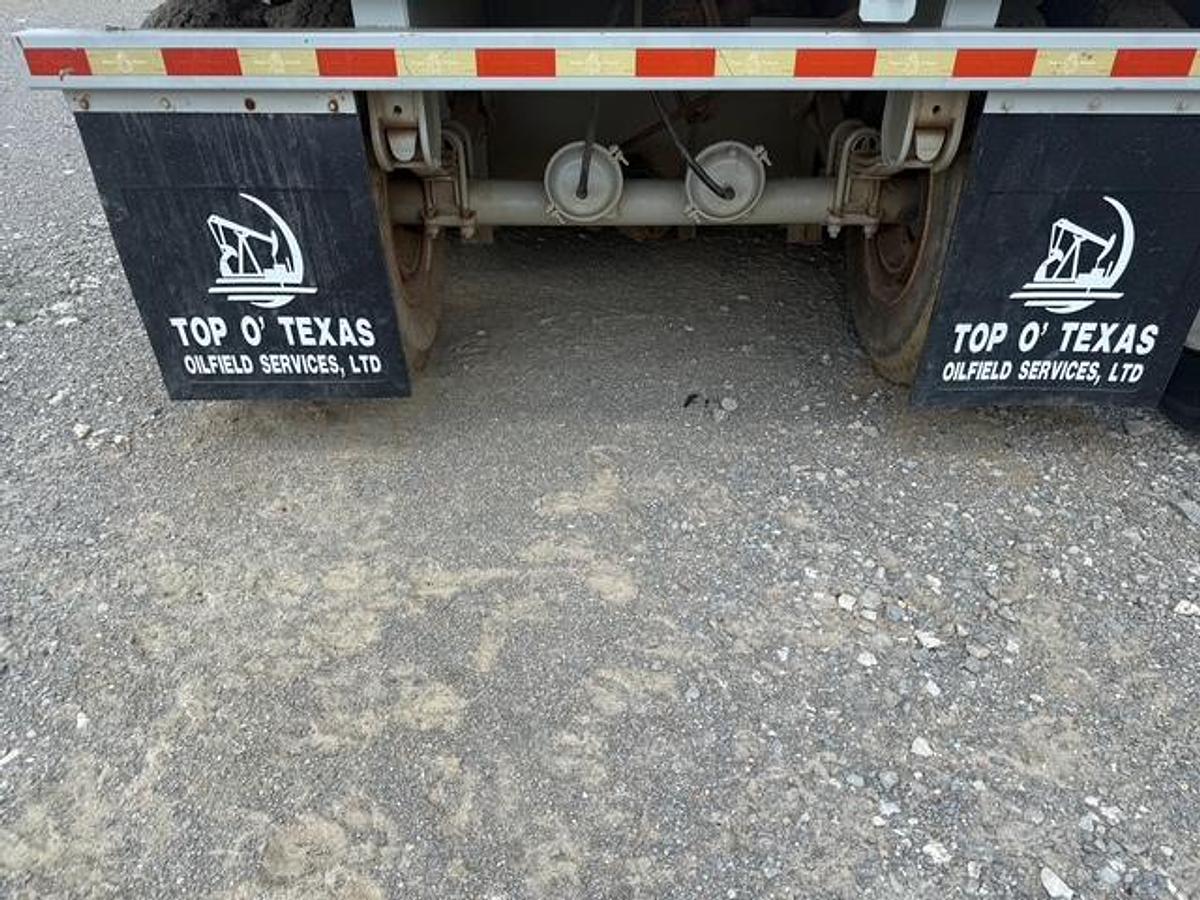 TOP O' TEXAS
OILFIELD SERVICES, LTD
TOP O' TEXAS
OILFIELD SERVICES, LTD